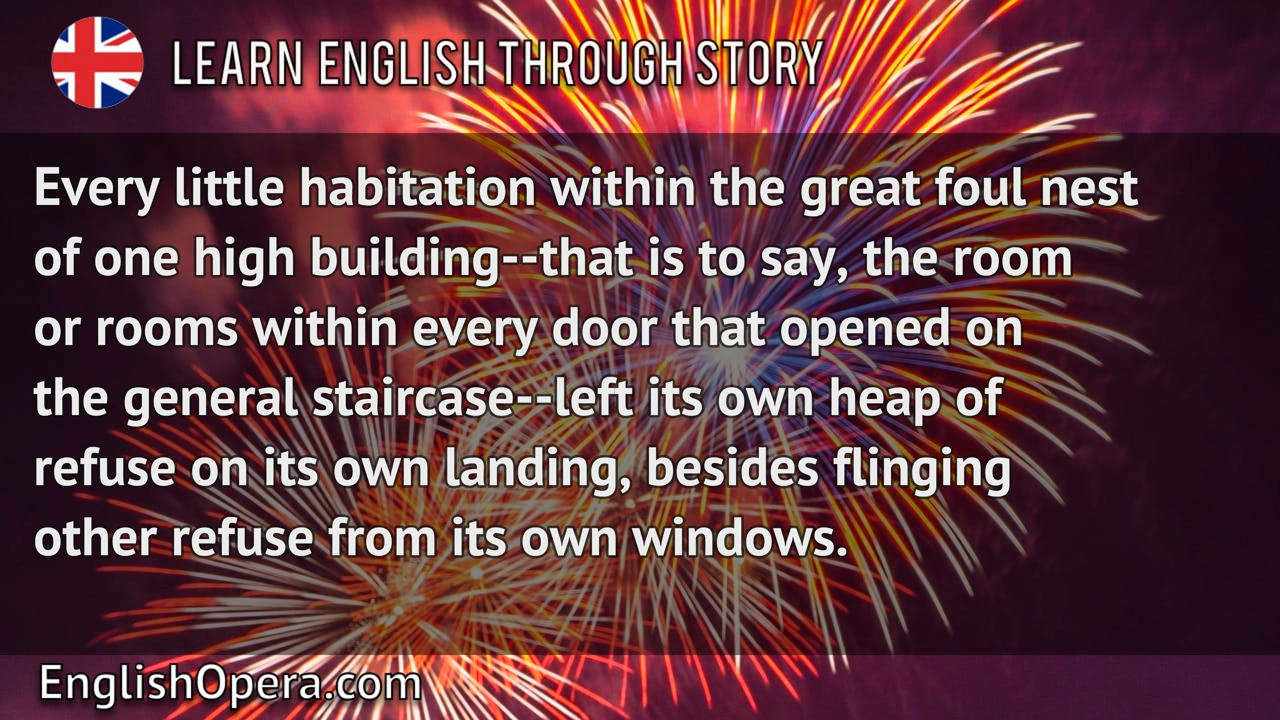 LEARN ENGLISH THROUGH STORY
Every little habitation within the great foul nest
of one high building--that is to say, the room
or rooms within every door that opened on
the general staircase--left its own heap of
refuse on its own landing, besides flinging
other refuse from its own windows.
EnglishOpera.com